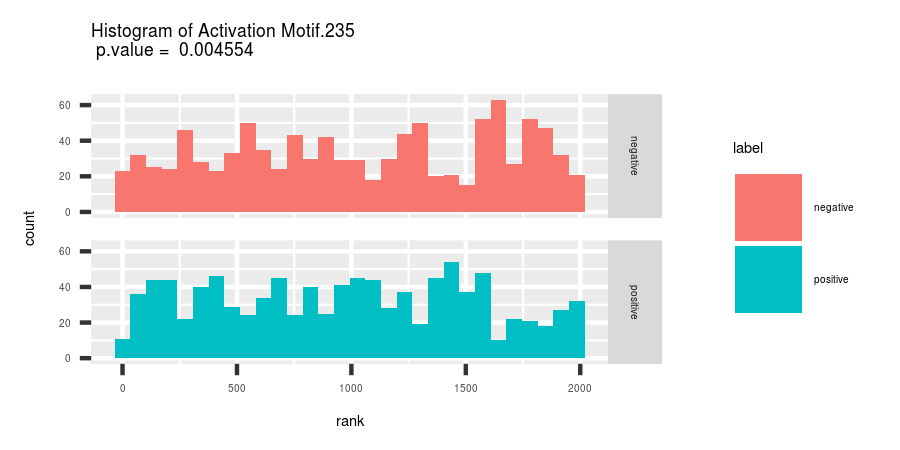 Histogram of Activation Motif.235
p.value = 0.004554
count
60
40
20
0
negative
60
40
20
0
positive
0
500
1000
1500
2000
rank
label
negative
positive